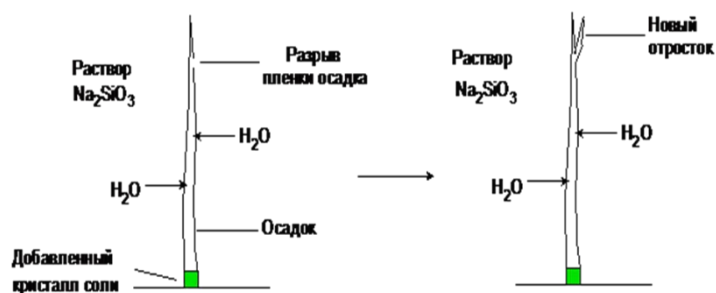 Раствор
Na₂SiO₃
Разрыв
пленки осадка
H₂O
H₂O
Осадок
Добавленный
кристалл соли
Новый
отросток
Раствор
Na₂SiO₃
H₂O
H₂O